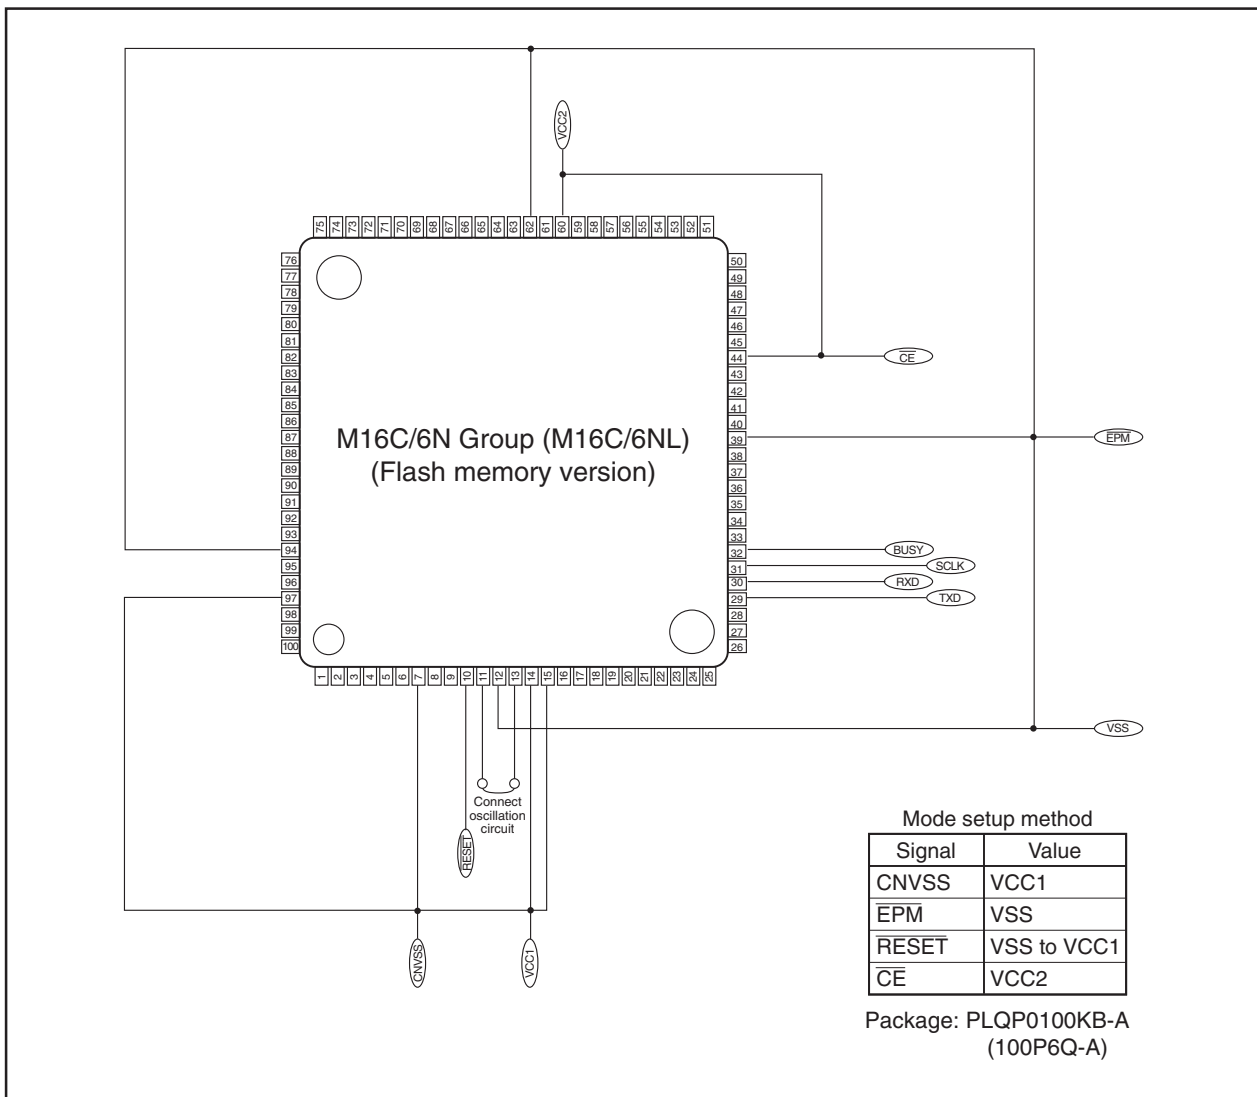 VCC2
75 74 73 72 71 70 69 68 67 66 65 64 63 62 61 60 59 58 57 56 55 54 53 52 51
76
77
78
79
80
81
82
83
84
85
86
87
88
89
90
91
92
93
94
95
96
97
98
99
100
M16C/6N Group (M16C/6NL)
(Flash memory version)
50
49
48
47
46
45
44
43
42
41
40
39
38
37
36
35
34
33
32
31
30
29
28
27
26
CE
EPM
BUSY
SCLK
RXD
TXD
1 2 3 4 5 6 7 8 9 10 11 12 13 14 15 16 17 18 19 20 21 22 23 24 25
VSS
Connect
oscillation
circuit
RESET
CNVSS
VCC1
Mode setup method
Signal Value
CNVSS VCC1
EPM VSS
RESET VSS to VCC1
CE VCC2
Package: PLQP0100KB-A
(100P6Q-A)